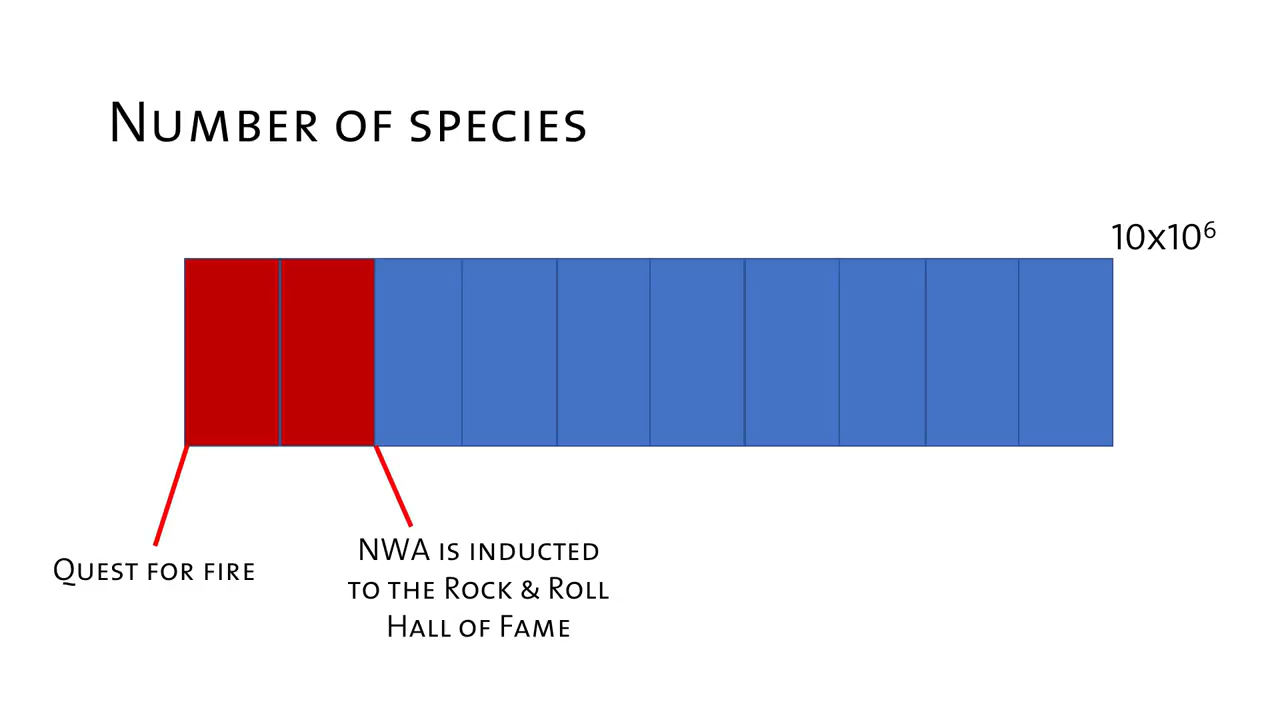 Number of species
10x10⁶
Quest for fire
NWA is inducted
to the Rock & Roll
Hall of Fame